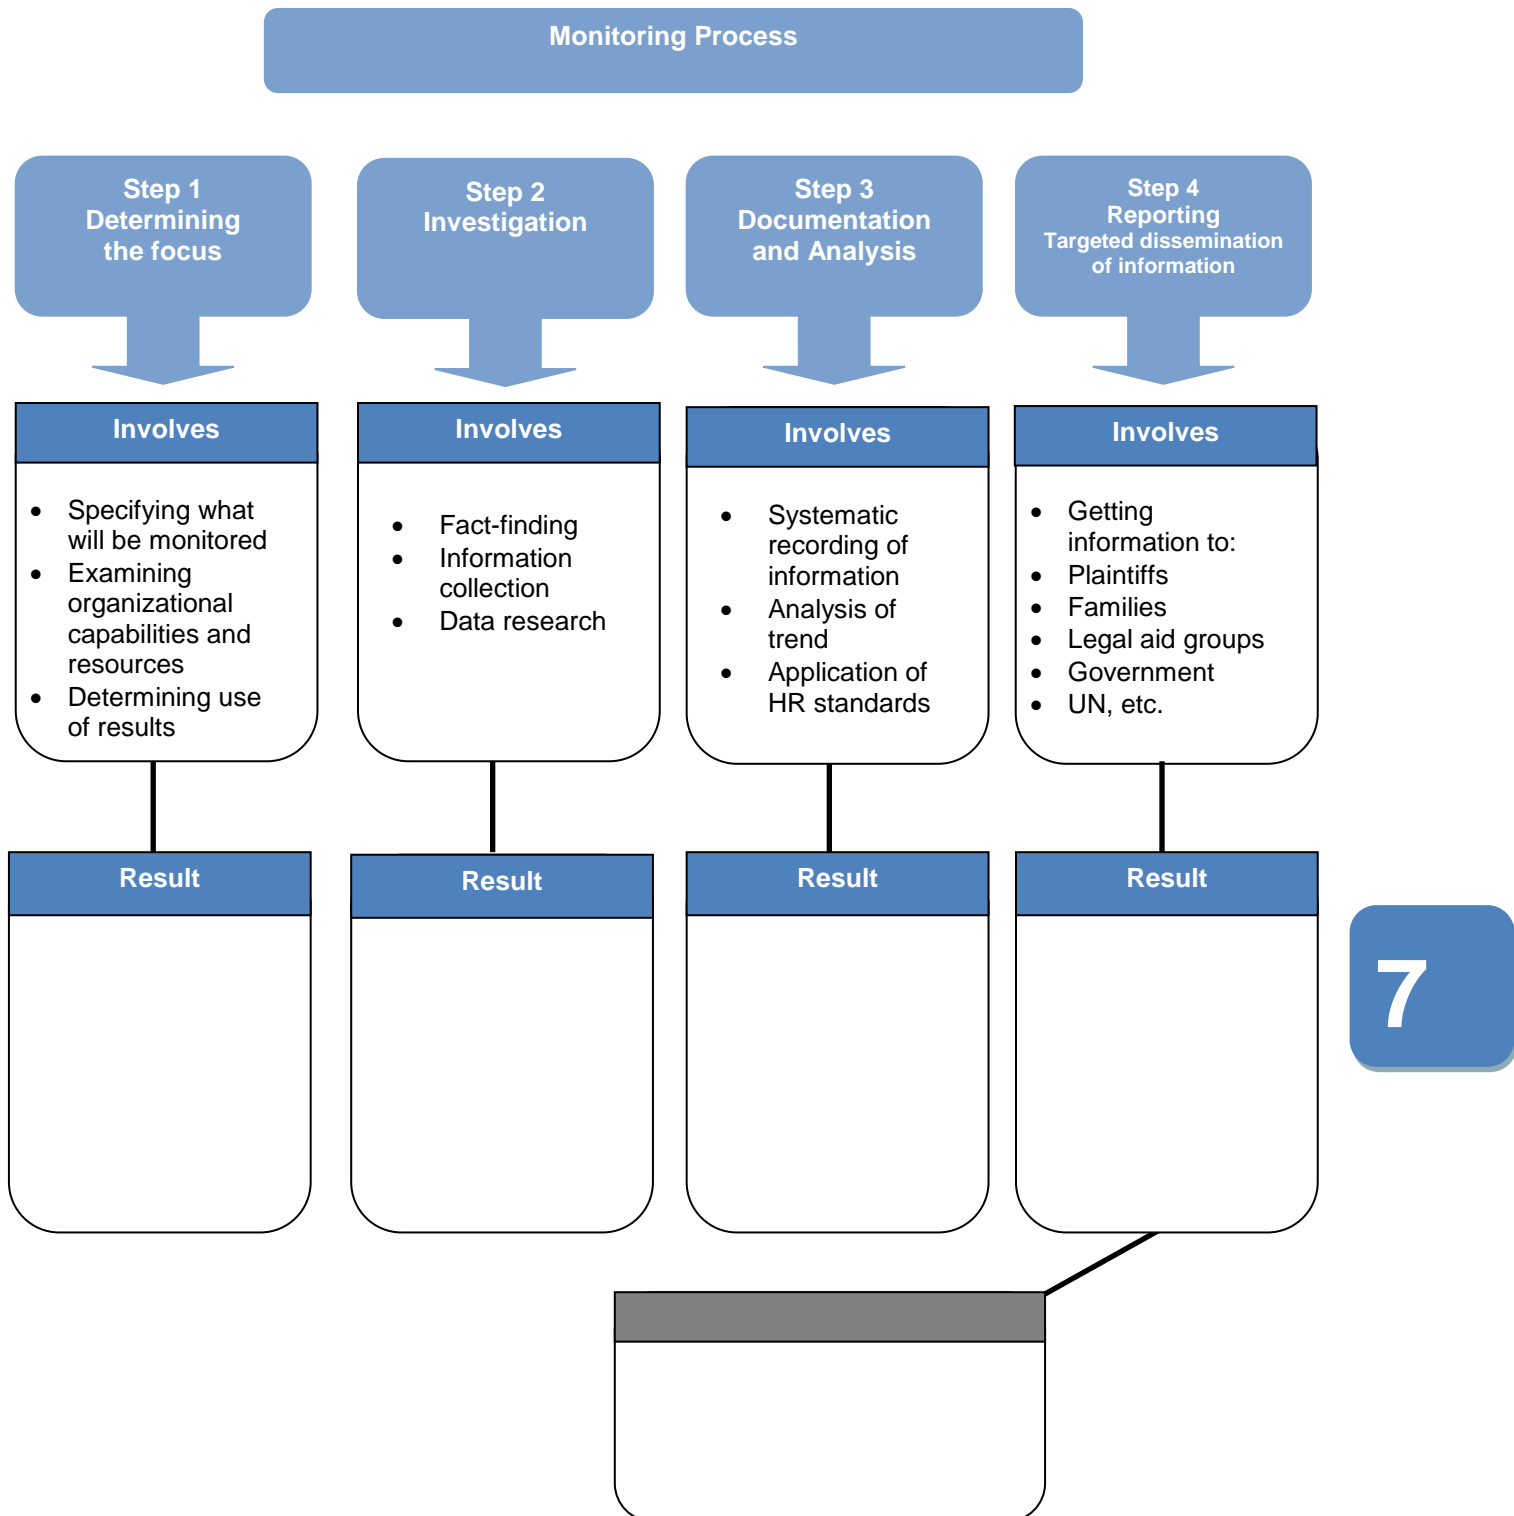 Monitoring Process
Step 1
Determining
the focus
Step 2
Investigation
Step 3
Documentation
and Analysis
Step 4
Reporting
Targeted dissemination
of information
Involves
• Specifying what
will be monitored
• Examining
organizational
capabilities and
resources
• Determining use
of results
Involves
• Fact-finding
• Information
collection
• Data research
Involves
• Systematic
recording of
information
• Analysis of
trend
• Application of
HR standards
Involves
• Getting
information to:
• Plaintiffs
• Families
• Legal aid groups
• Government
• UN, etc.
Result
Result
Result
Result
7